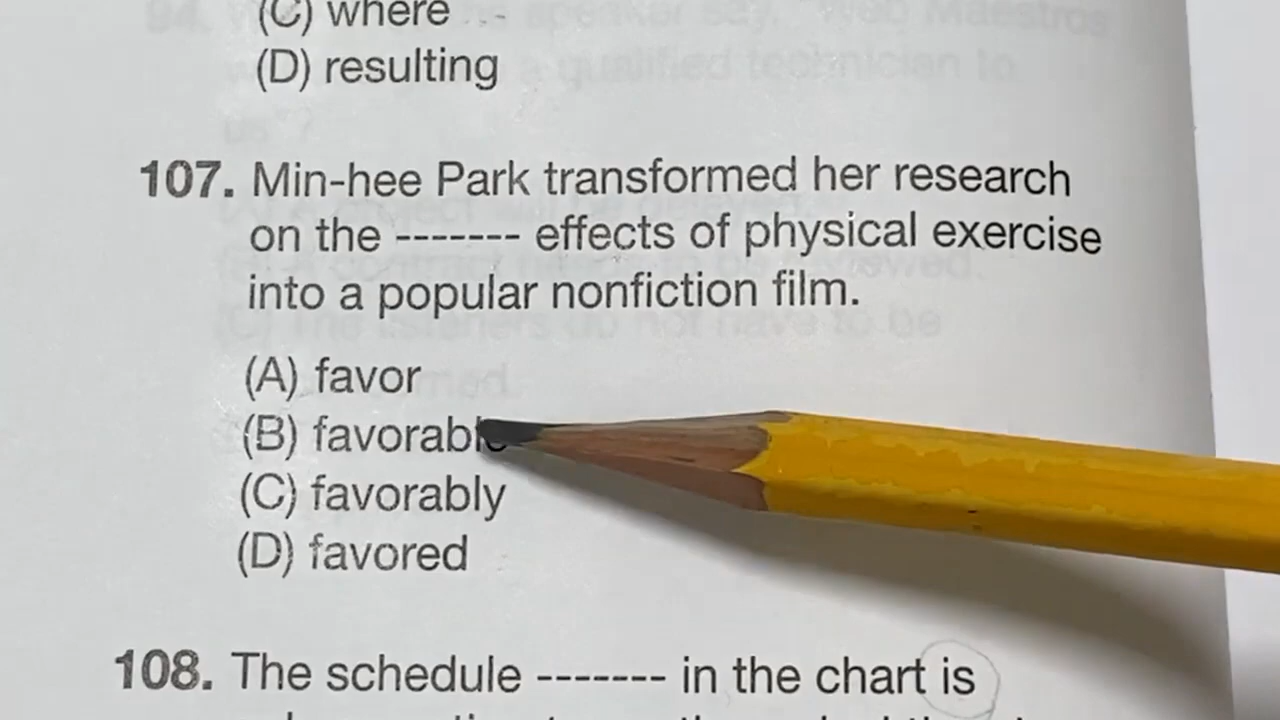 (C) where
(D) resulting
107. Min-hee Park transformed her research
on the ------- effects of physical exercise
into a popular nonfiction film.
(A) favor
(B) favorable
(C) favorably
(D) favored
108. The schedule ------- in the chart is